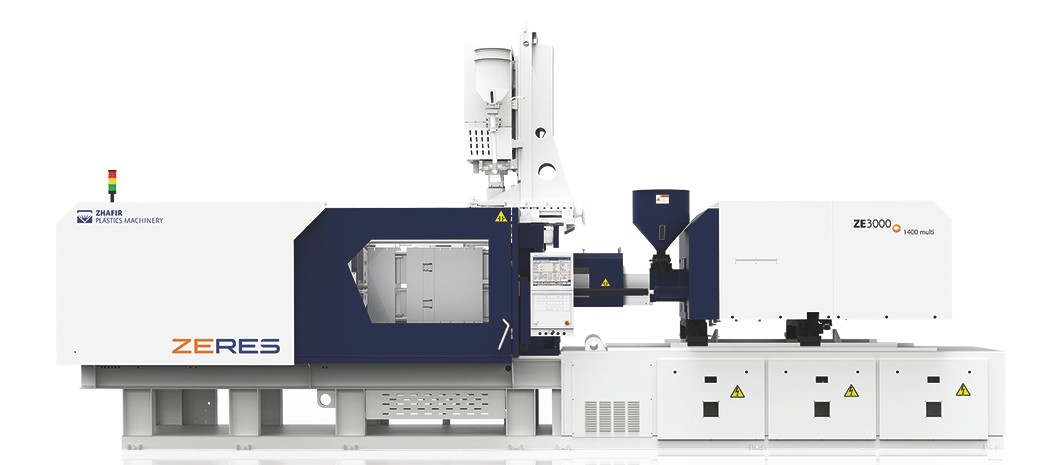 ZHAFIR
PLASTICS MACHINERY
ZERES
ZE3000
1400 multi